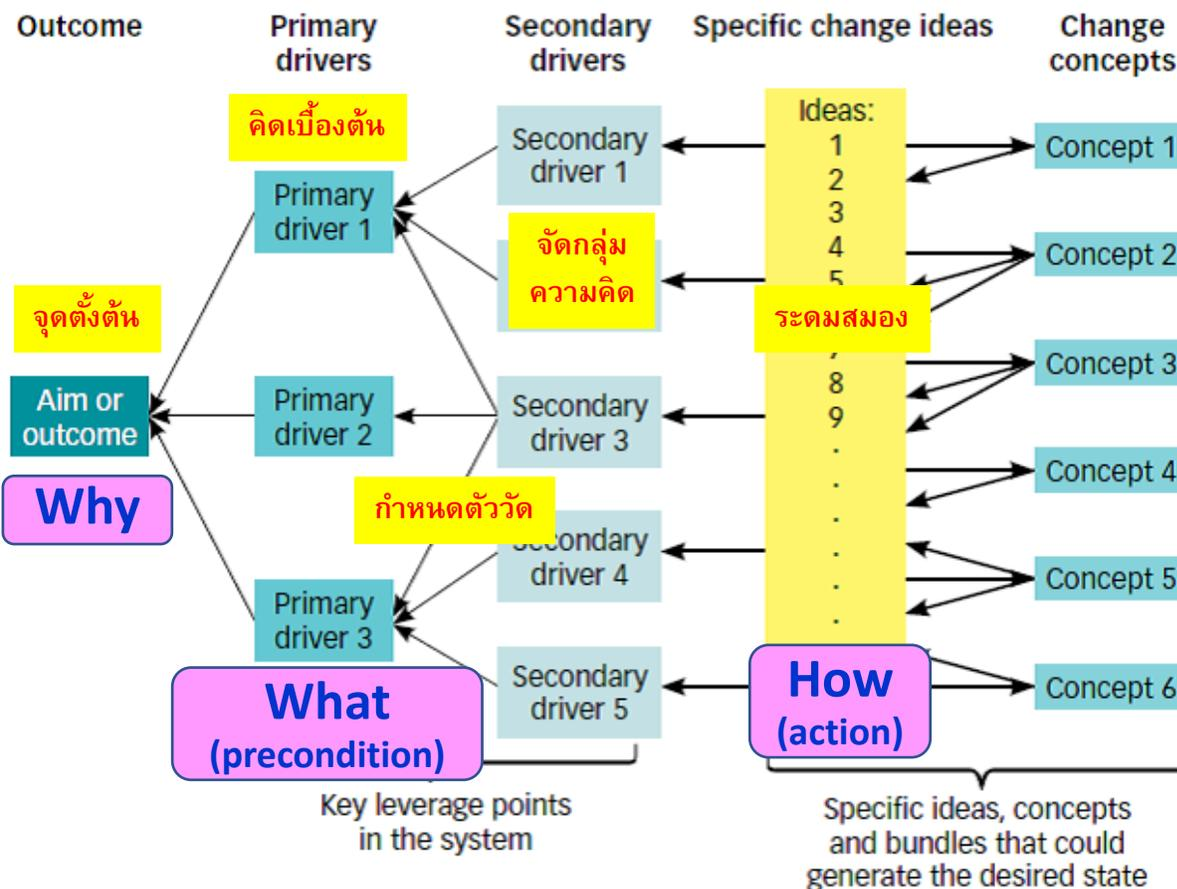 Outcome
Primary
drivers
Secondary
drivers
Specific change ideas
Change
concepts
คิดเบื้องต้น
Primary
driver 1
จุดตั้งต้น
Aim or
outcome
Why
Primary
driver 2
Primary
driver 3
What
(precondition)
Secondary
driver 1
จัดกลุ่ม
ความคิด
Secondary
driver 3
กำหนดตัววัด
Secondary
driver 4
Secondary
driver 5
Key leverage points
in the system
Ideas:
1
2
3
4
5
ระดมสมอง
8
9
.
.
.
.
.
.
How
(action)
Concept 1
Concept 2
Concept 3
Concept 4
Concept 5
Concept 6
Specific ideas, concepts
and bundles that could
generate the desired state